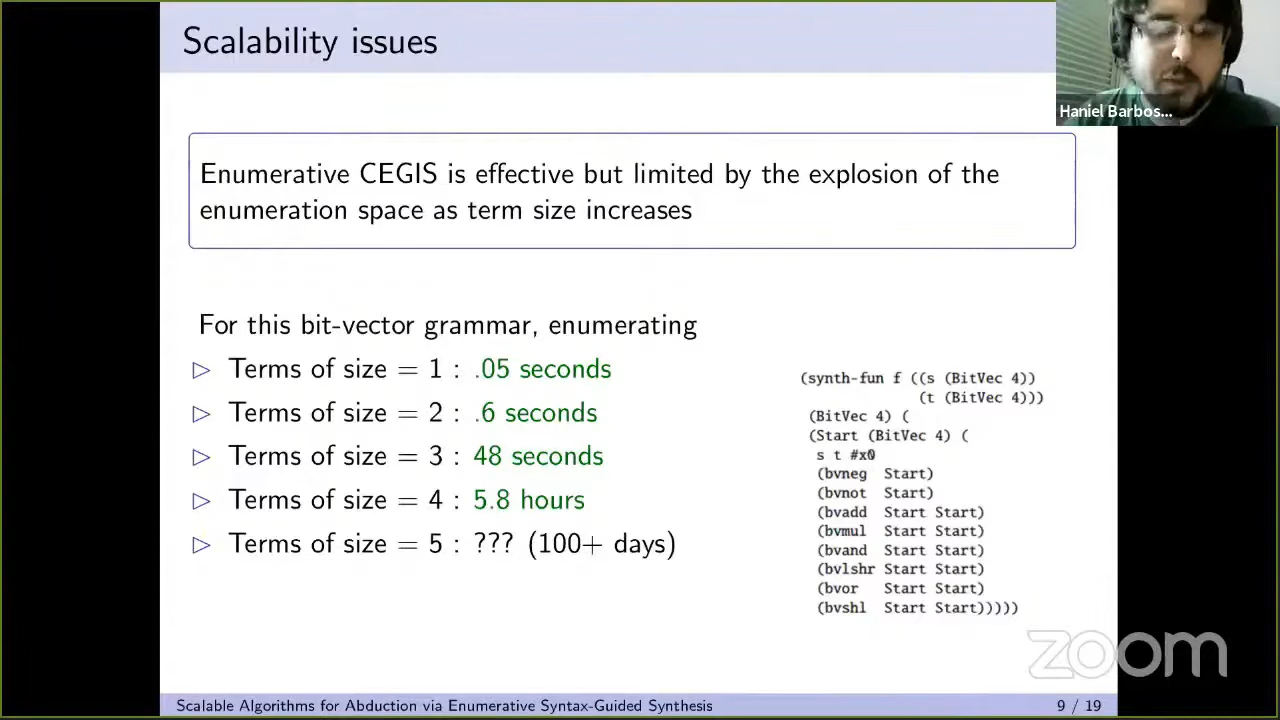 Scalability issues
Haniel Barbos...
Enumerative CEGIS is effective but limited by the explosion of the
enumeration space as term size increases
For this bit-vector grammar, enumerating
▷ Terms of size = 1 : .05 seconds
▷ Terms of size = 2 : .6 seconds
▷ Terms of size = 3 : 48 seconds
▷ Terms of size = 4 : 5.8 hours
▷ Terms of size = 5 : ??? (100+ days)
(synth-fun f ((s (BitVec 4))
(t (BitVec 4)))
(BitVec 4) (
(Start (BitVec 4) (
s t #x0
(bvneg Start)
(bvnot Start)
(bvadd Start Start)
(bvmul Start Start)
(bvand Start Start)
(bvlshr Start Start)
(bvor Start Start)
(bvshl Start Start)))))
zoom
Scalable Algorithms for Abduction via Enumerative Syntax-Guided Synthesis
9 / 19